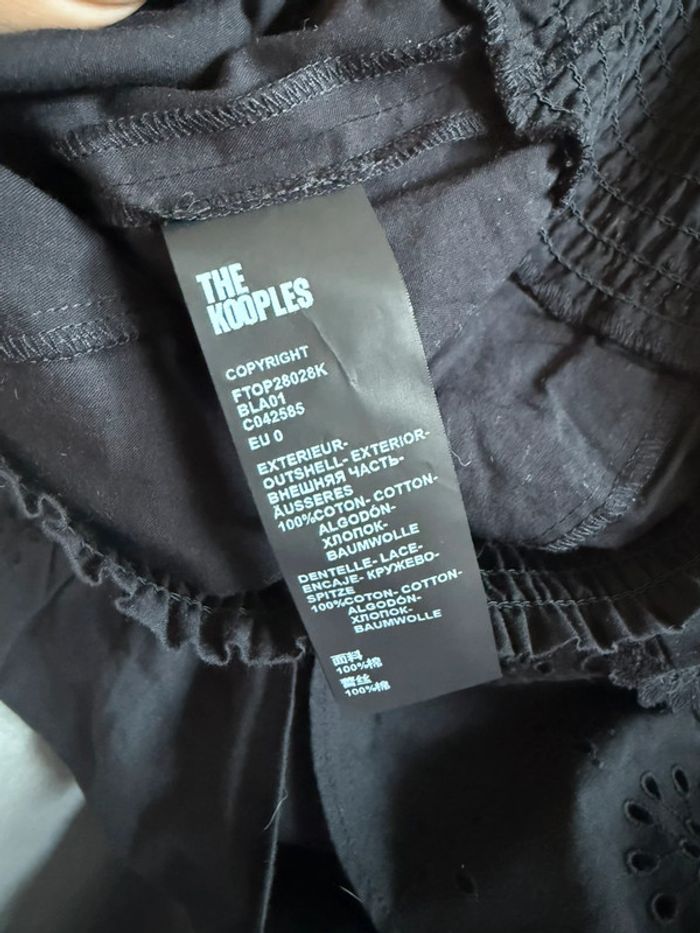 THE
KOOPLES
COPYRIGHT
FTOP28028K
BLA01
C042585
EU 0
EXTERIEUR-
OUTSHELL- EXTERIOR-
ВНЕШНЯЯ ЧАСТЬ-
ÄUSSERES
100%COTON- COTTON-
ALGODÓN-
ХЛОПОК-
BAUMWOLLE
DENTELLE- LACE-
ENCAJE- КРУЖЕВО-
SPITZE
100%COTON- COTTON-
ALGODÓN-
ХЛОПОК-
BAUMWOLLE
面料
100%棉
蕾丝
100%棉